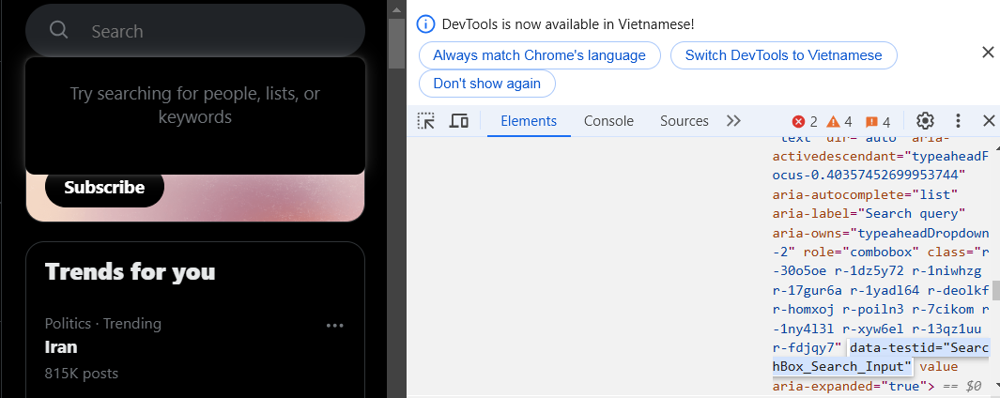 Search
Try searching for people, lists, or
keywords
Subscribe
Trends for you
Politics · Trending
Iran
815K posts
DevTools is now available in Vietnamese!
Always match Chrome's language
Switch DevTools to Vietnamese
Don't show again
Elements
Console
Sources
2
4
4
"text" dir="auto" aria-
activedescendant="typeaheadF
ocus-0.40357452699953744"
aria-autocomplete="list"
aria-label="Search query"
aria-owns="typeaheadDropdown
-2" role="combobox" class="r
-30o5oe r-1dz5y72 r-1niwhzg
r-17gur6a r-1yadl64 r-deolkf
r-homxoj r-poiln3 r-7cikom r
-1ny4l3l r-xyw6el r-13qz1uu
r-fdjqy7" data-testid="Searc
hBox_Search_Input" value
aria-expanded="true"> == $0